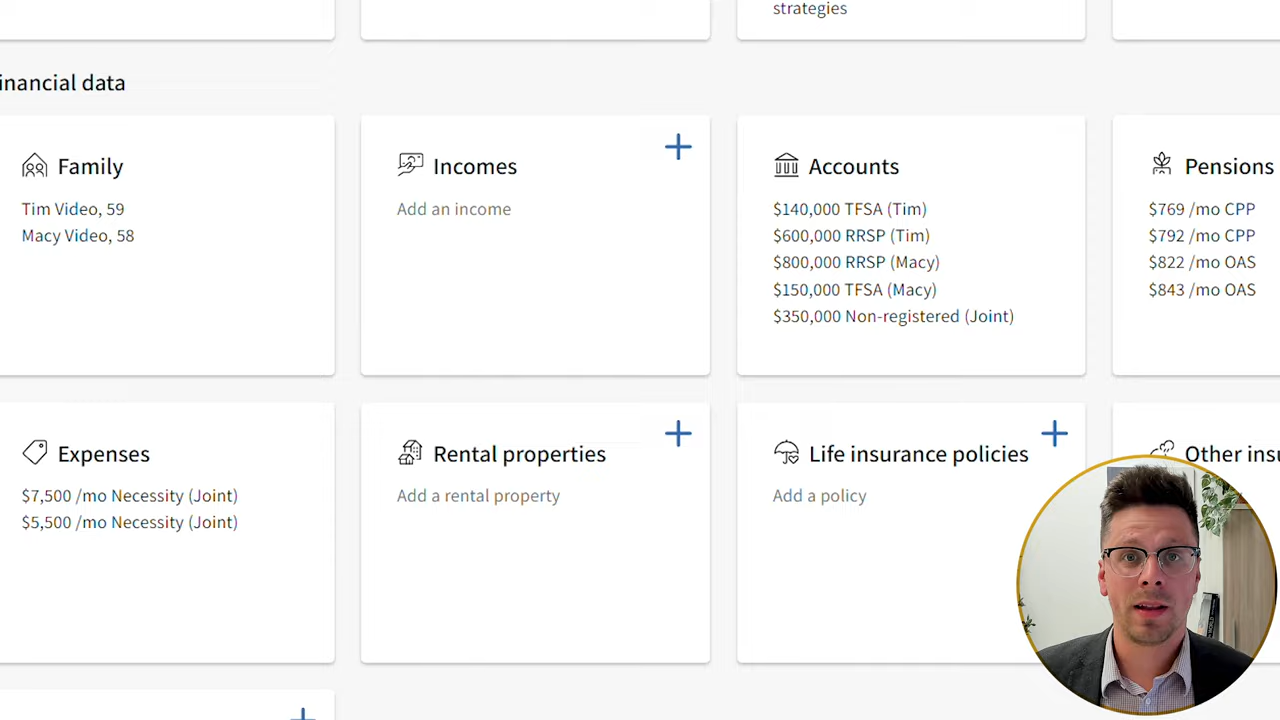 strategies
inancial data
Family
Tim Video, 59
Macy Video, 58
Incomes
Add an income
Accounts
$140,000 TFSA (Tim)
$600,000 RRSP (Tim)
$800,000 RRSP (Macy)
$150,000 TFSA (Macy)
$350,000 Non-registered (Joint)
Pensions
$769 /mo CPP
$792 /mo CPP
$822 /mo OAS
$843 /mo OAS
Expenses
$7,500 /mo Necessity (Joint)
$5,500 /mo Necessity (Joint)
Rental properties
Add a rental property
Life insurance policies
Add a policy
Other insu